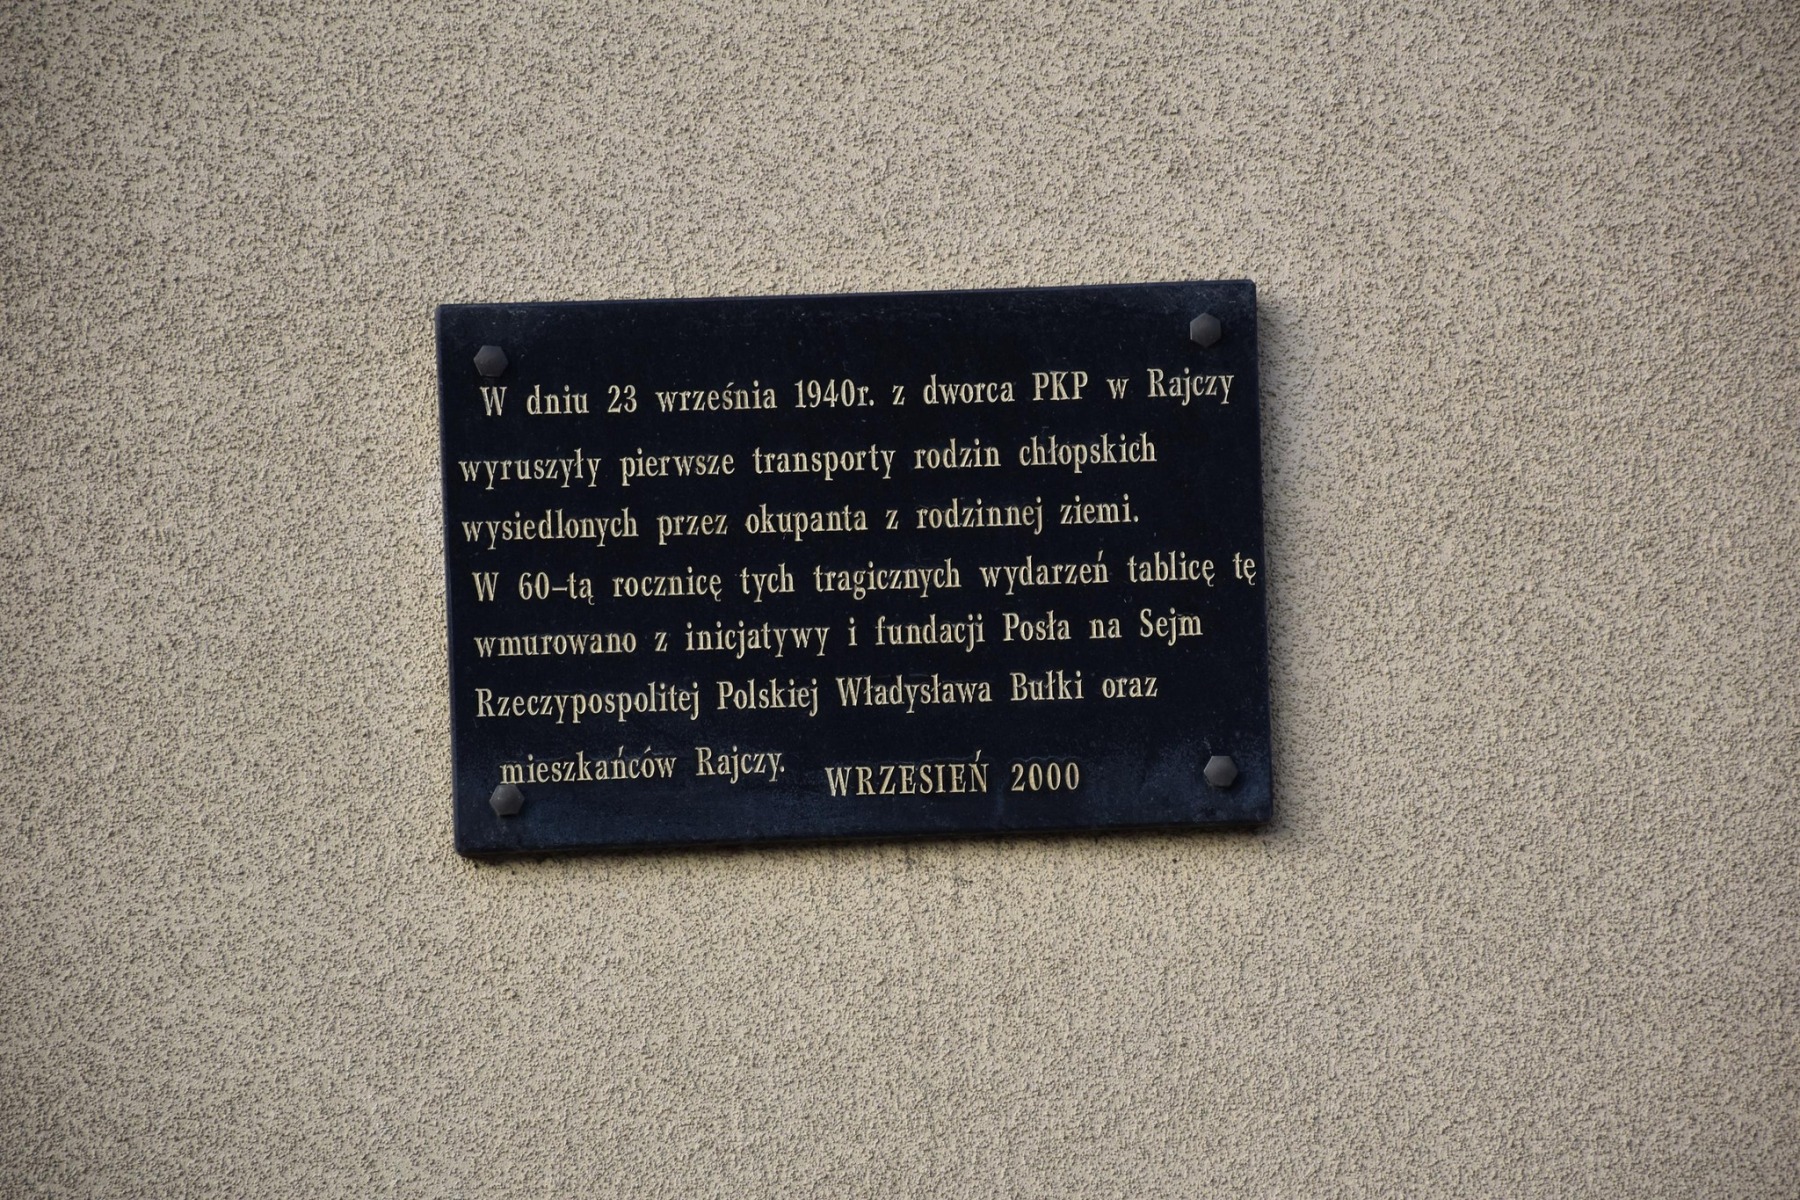 W dniu 23 września 1940r. z dworca PKP w Rajczy
wyruszyły pierwsze transporty rodzin chłopskich
wysiedlonych przez okupanta z rodzinnej ziemi.
W 60-tą rocznicę tych tragicznych wydarzeń tablicę tę
wmurowano z inicjatywy i fundacji Posła na Sejm
Rzeczypospolitej Polskiej Władysława Bułki oraz
mieszkańców Rajczy.
WRZESIEŃ 2000